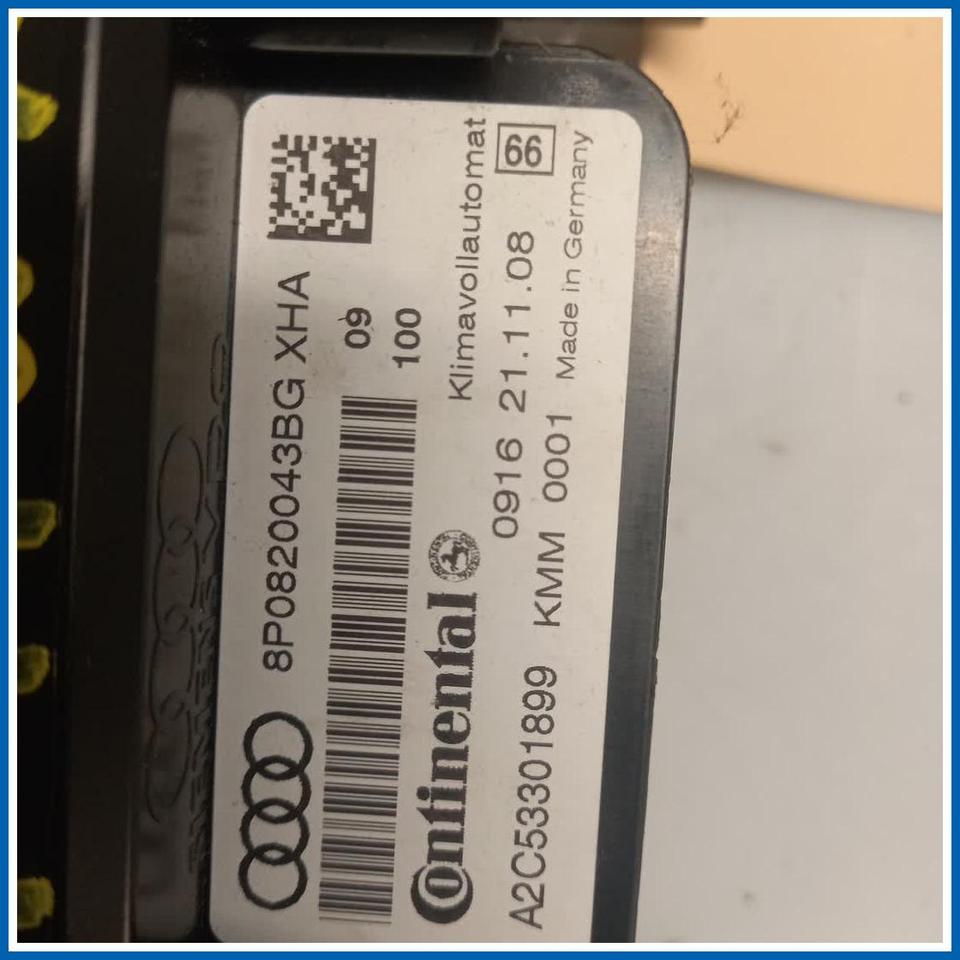 8P0820043BG XHA
09
100
Continental
Klimavollautomat
0916 21.11.08
66
A2C53301899 KMM 0001 Made in Germany